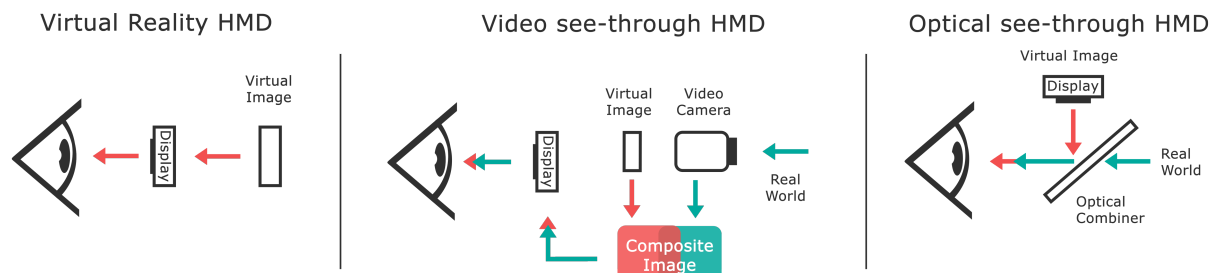 Virtual Reality HMD
Virtual
Image
Display
Video see-through HMD
Virtual
Image
Video
Camera
Display
Real
World
Composite
Image
Optical see-through HMD
Virtual Image
Display
Real
World
Optical
Combiner